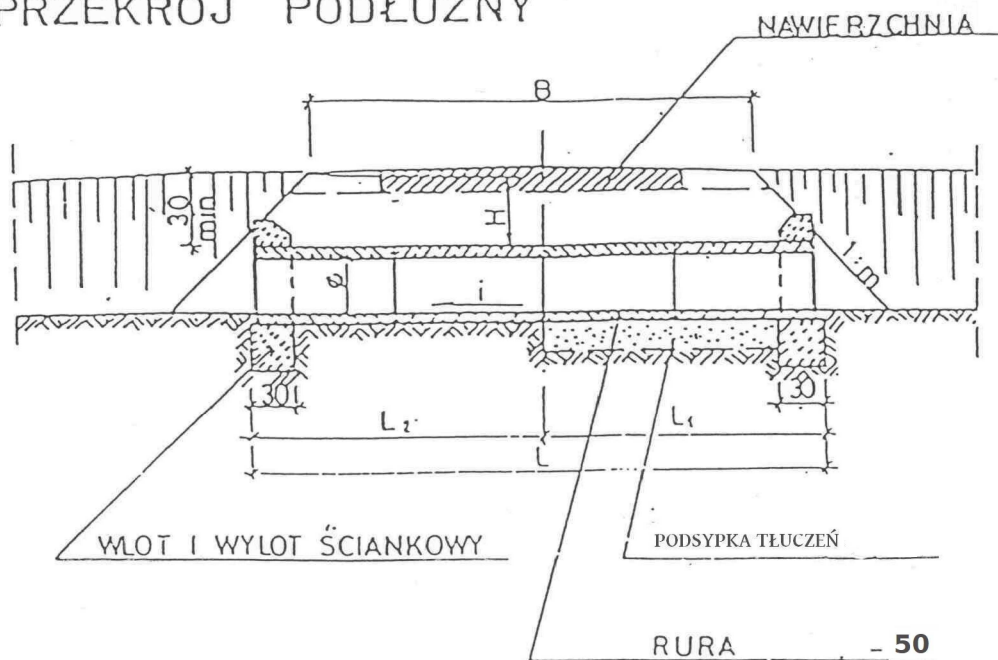 PRZEKRÓJ PODŁUŻNY
NAWIERZCHNIA
B
30
min
H
1:m
i
30
30
L₂
L₁
L
WLOT I WYLOT ŚCIANKOWY
PODSYPKA TŁUCZEŃ
RURA – 50